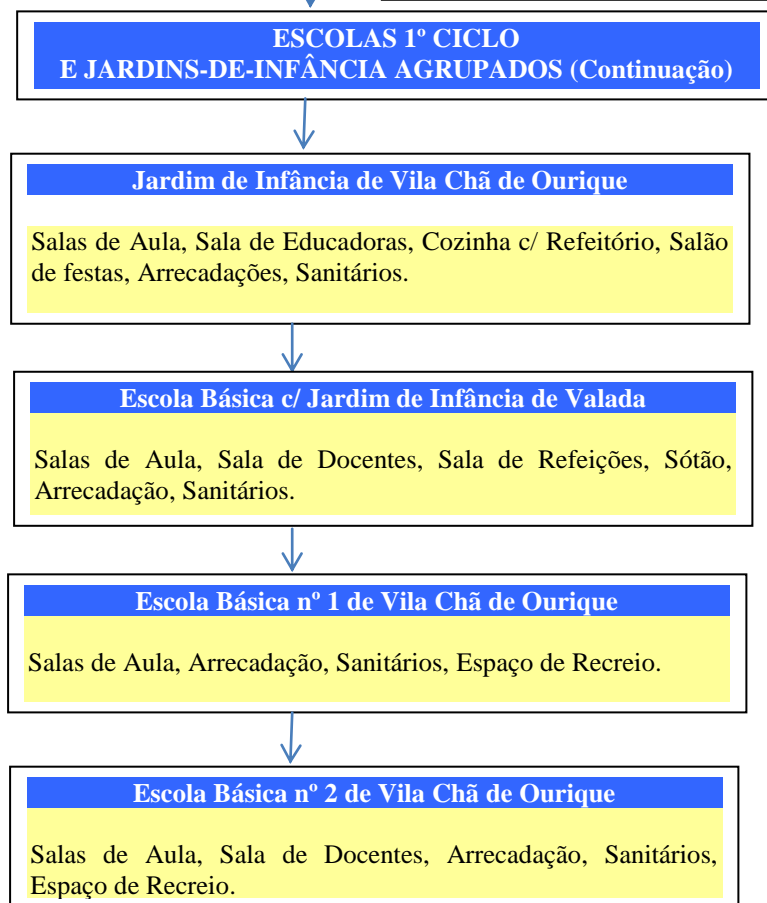 ESCOLAS 1º CICLO
E JARDINS-DE-INFÂNCIA AGRUPADOS (Continuação)
Jardim de Infância de Vila Chã de Ourique
Salas de Aula, Sala de Educadoras, Cozinha c/ Refeitório, Salão
de festas, Arrecadações, Sanitários.
Escola Básica c/ Jardim de Infância de Valada
Salas de Aula, Sala de Docentes, Sala de Refeições, Sótão,
Arrecadação, Sanitários.
Escola Básica nº 1 de Vila Chã de Ourique
Salas de Aula, Arrecadação, Sanitários, Espaço de Recreio.
Escola Básica nº 2 de Vila Chã de Ourique
Salas de Aula, Sala de Docentes, Arrecadação, Sanitários,
Espaço de Recreio.